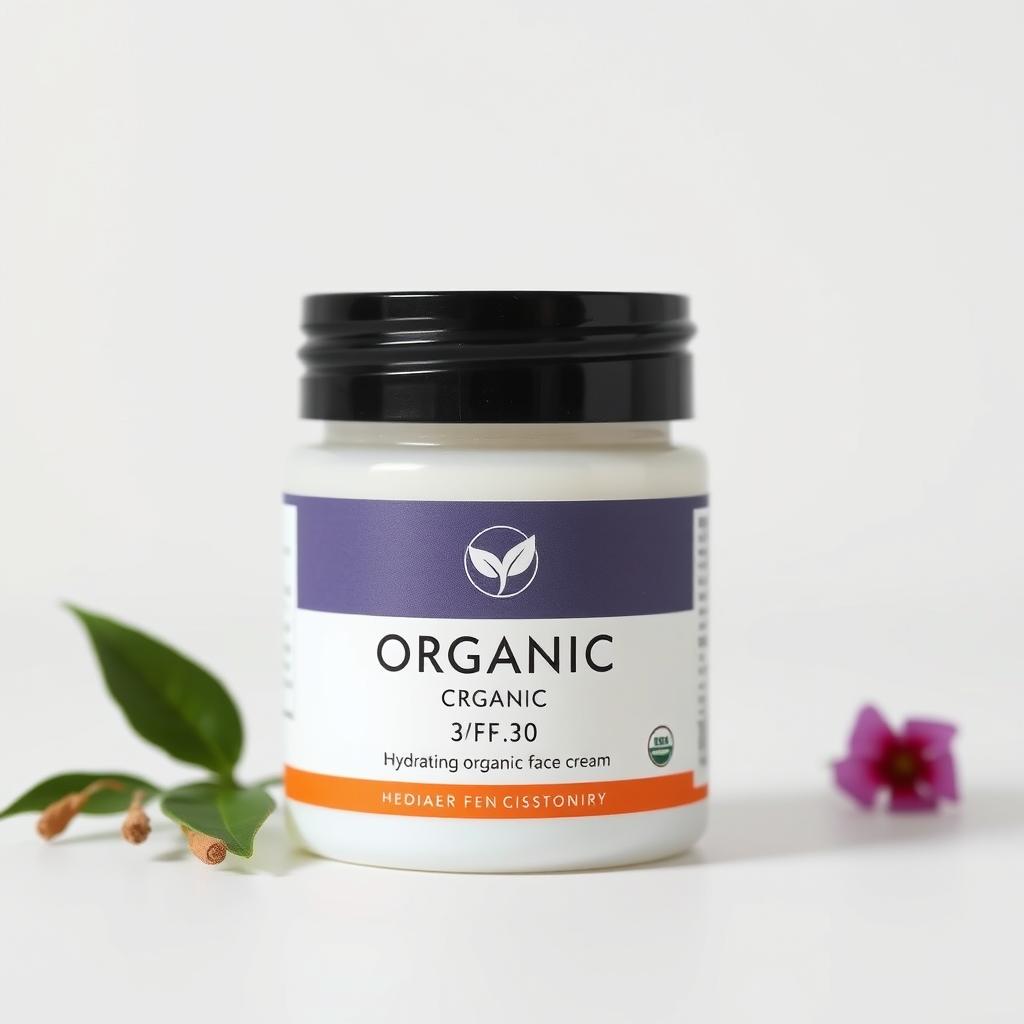 ORGANIC
CRGANIC
3/FF.30
Hydrating organic face cream
HEDIAER FEN CISSTONIRY